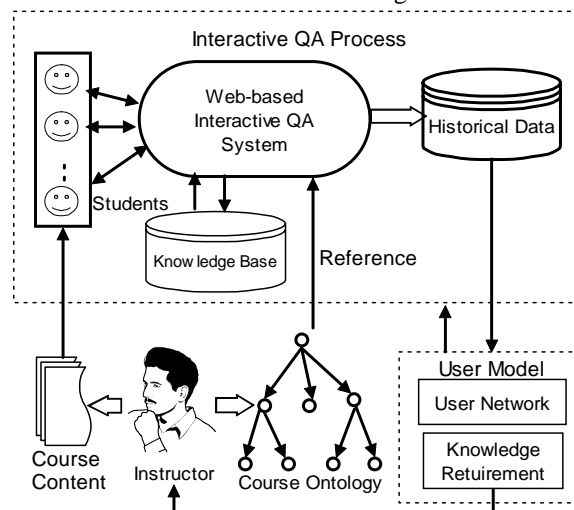 Interactive QA Process
Web-based
Interactive QA
System
Historical Data
Students
Knowledge Base
Reference
User Model
User Network
Knowledge
Retuirement
Course
Content
Instructor
Course Ontology